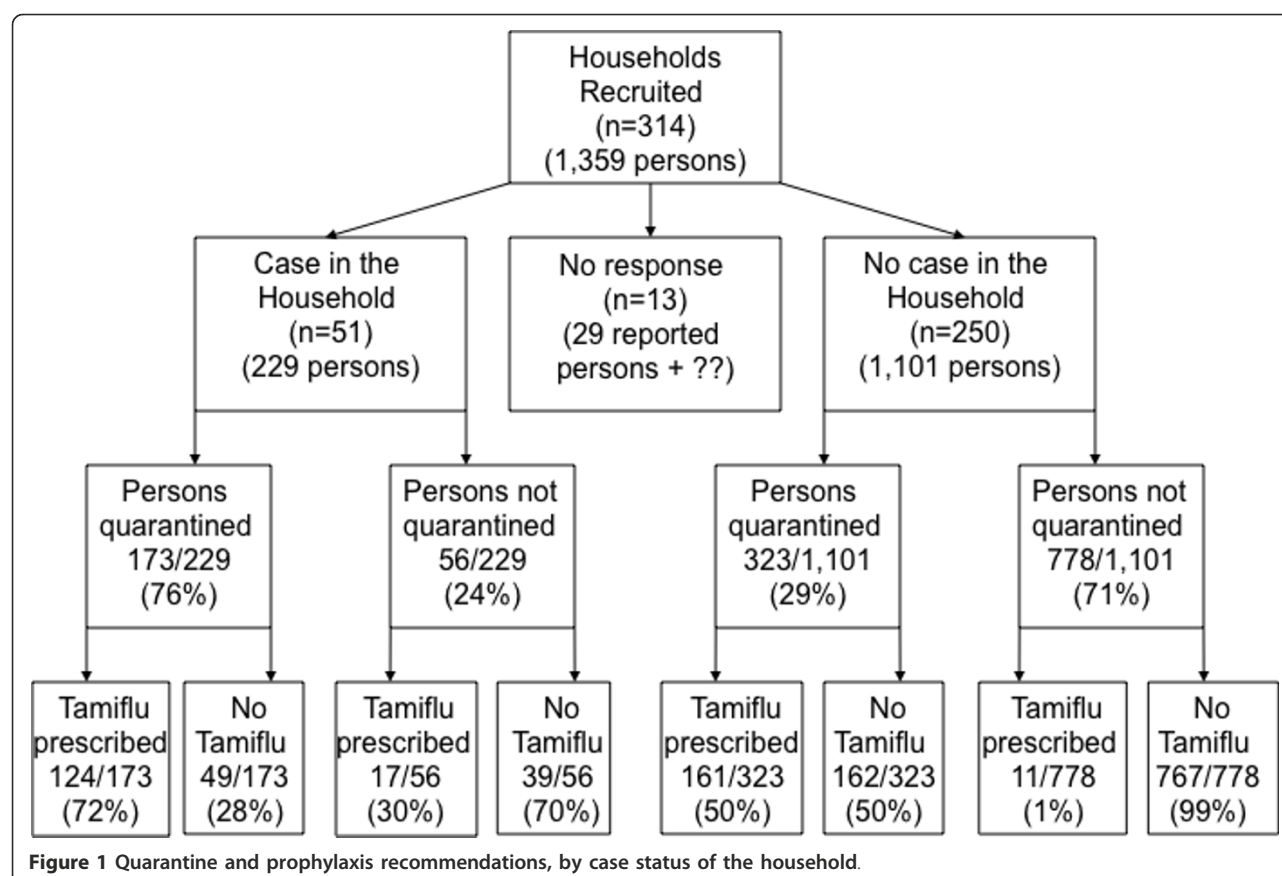 Households
Recruited
(n=314)
(1,359 persons)
Case in the
Household
(n=51)
(229 persons)
No response
(n=13)
(29 reported
persons + ??)
No case in the
Household
(n=250)
(1,101 persons)
Persons
quarantined
173/229
(76%)
Persons not
quarantined
56/229
(24%)
Persons
quarantined
323/1,101
(29%)
Persons not
quarantined
778/1,101
(71%)
Tamiflu
prescribed
124/173
(72%)
No
Tamiflu
49/173
(28%)
Tamiflu
prescribed
17/56
(30%)
No
Tamiflu
39/56
(70%)
Tamiflu
prescribed
161/323
(50%)
No
Tamiflu
162/323
(50%)
Tamiflu
prescribed
11/778
(1%)
No
Tamiflu
767/778
(99%)
Figure 1 Quarantine and prophylaxis recommendations, by case status of the household.